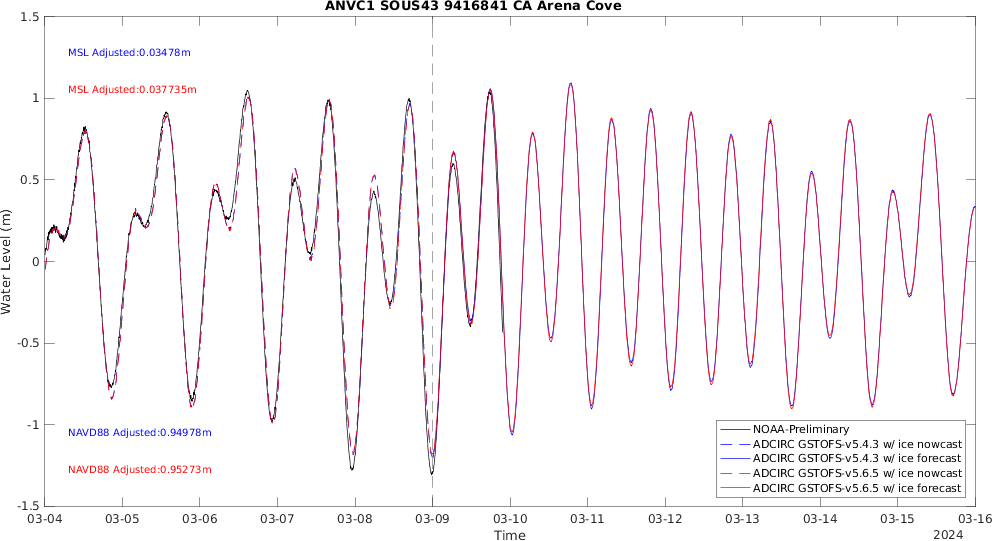 ANVC1 SOUS43 9416841 CA Arena Cove
1.5
MSL Adjusted:0.03478m
MSL Adjusted:0.037735m
1
0.5
Water Level (m)
0
-0.5
-1
NAVD88 Adjusted:0.94978m
NAVD88 Adjusted:0.95273m
NOAA-Preliminary
ADCIRC GSTOFS-v5.4.3 w/ ice nowcast
ADCIRC GSTOFS-v5.4.3 w/ ice forecast
ADCIRC GSTOFS-v5.6.5 w/ ice nowcast
ADCIRC GSTOFS-v5.6.5 w/ ice forecast
-1.5
03-04 03-05 03-06 03-07 03-08 03-09 03-10 03-11 03-12 03-13 03-14 03-15 03-16
Time
2024